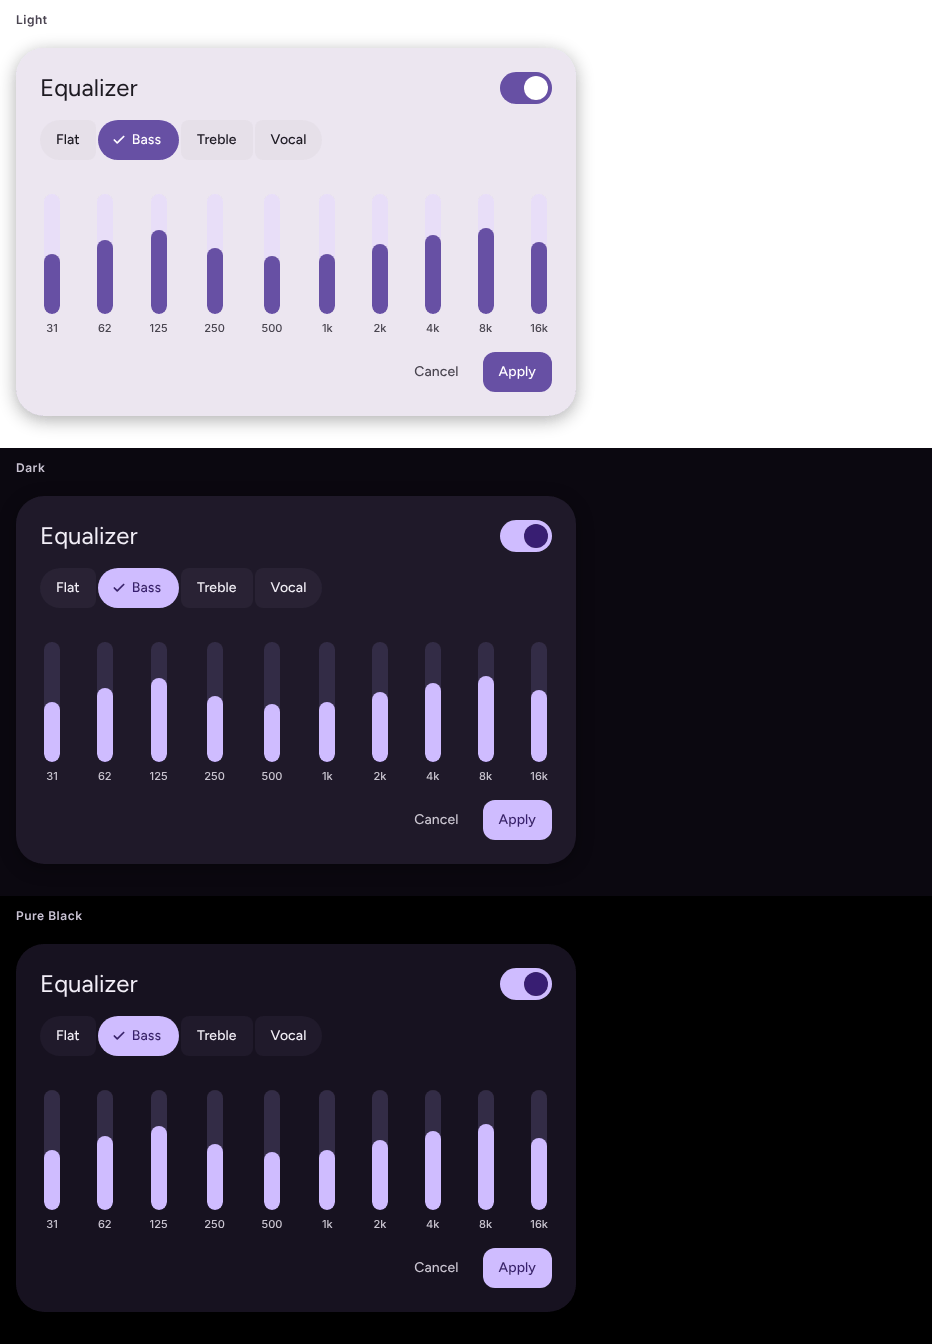 Light
Equalizer
Flat Bass Treble Vocal
31 62 125 250 500 1k 2k 4k 8k 16k
Cancel Apply
Dark
Equalizer
Flat Bass Treble Vocal
31 62 125 250 500 1k 2k 4k 8k 16k
Cancel Apply
Pure Black
Equalizer
Flat Bass Treble Vocal
31 62 125 250 500 1k 2k 4k 8k 16k
Cancel Apply